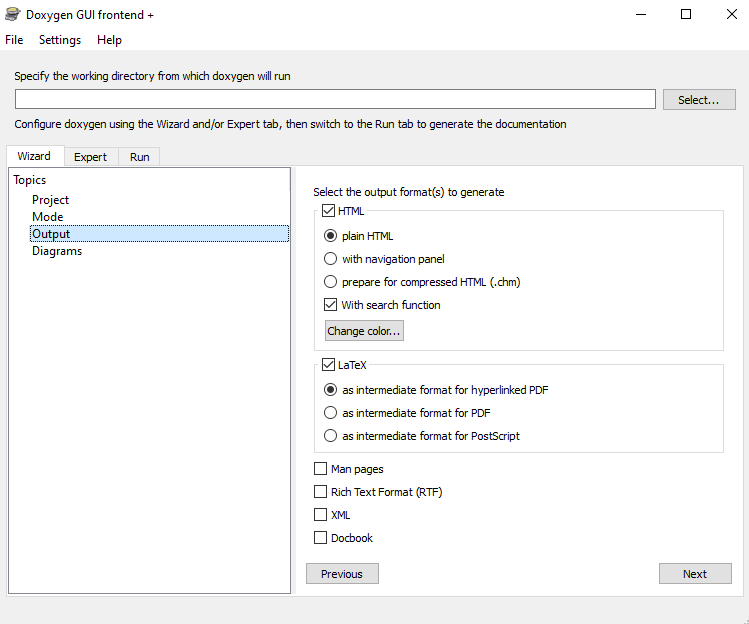 Doxygen GUI frontend +
File Settings Help
Specify the working directory from which doxygen will run
Select...
Configure doxygen using the Wizard and/or Expert tab, then switch to the Run tab to generate the documentation
Wizard Expert Run
Topics
Project
Mode
Output
Diagrams
Select the output format(s) to generate
HTML
plain HTML
with navigation panel
prepare for compressed HTML (.chm)
With search function
Change color...
LaTeX
as intermediate format for hyperlinked PDF
as intermediate format for PDF
as intermediate format for PostScript
Man pages
Rich Text Format (RTF)
XML
Docbook
Previous Next